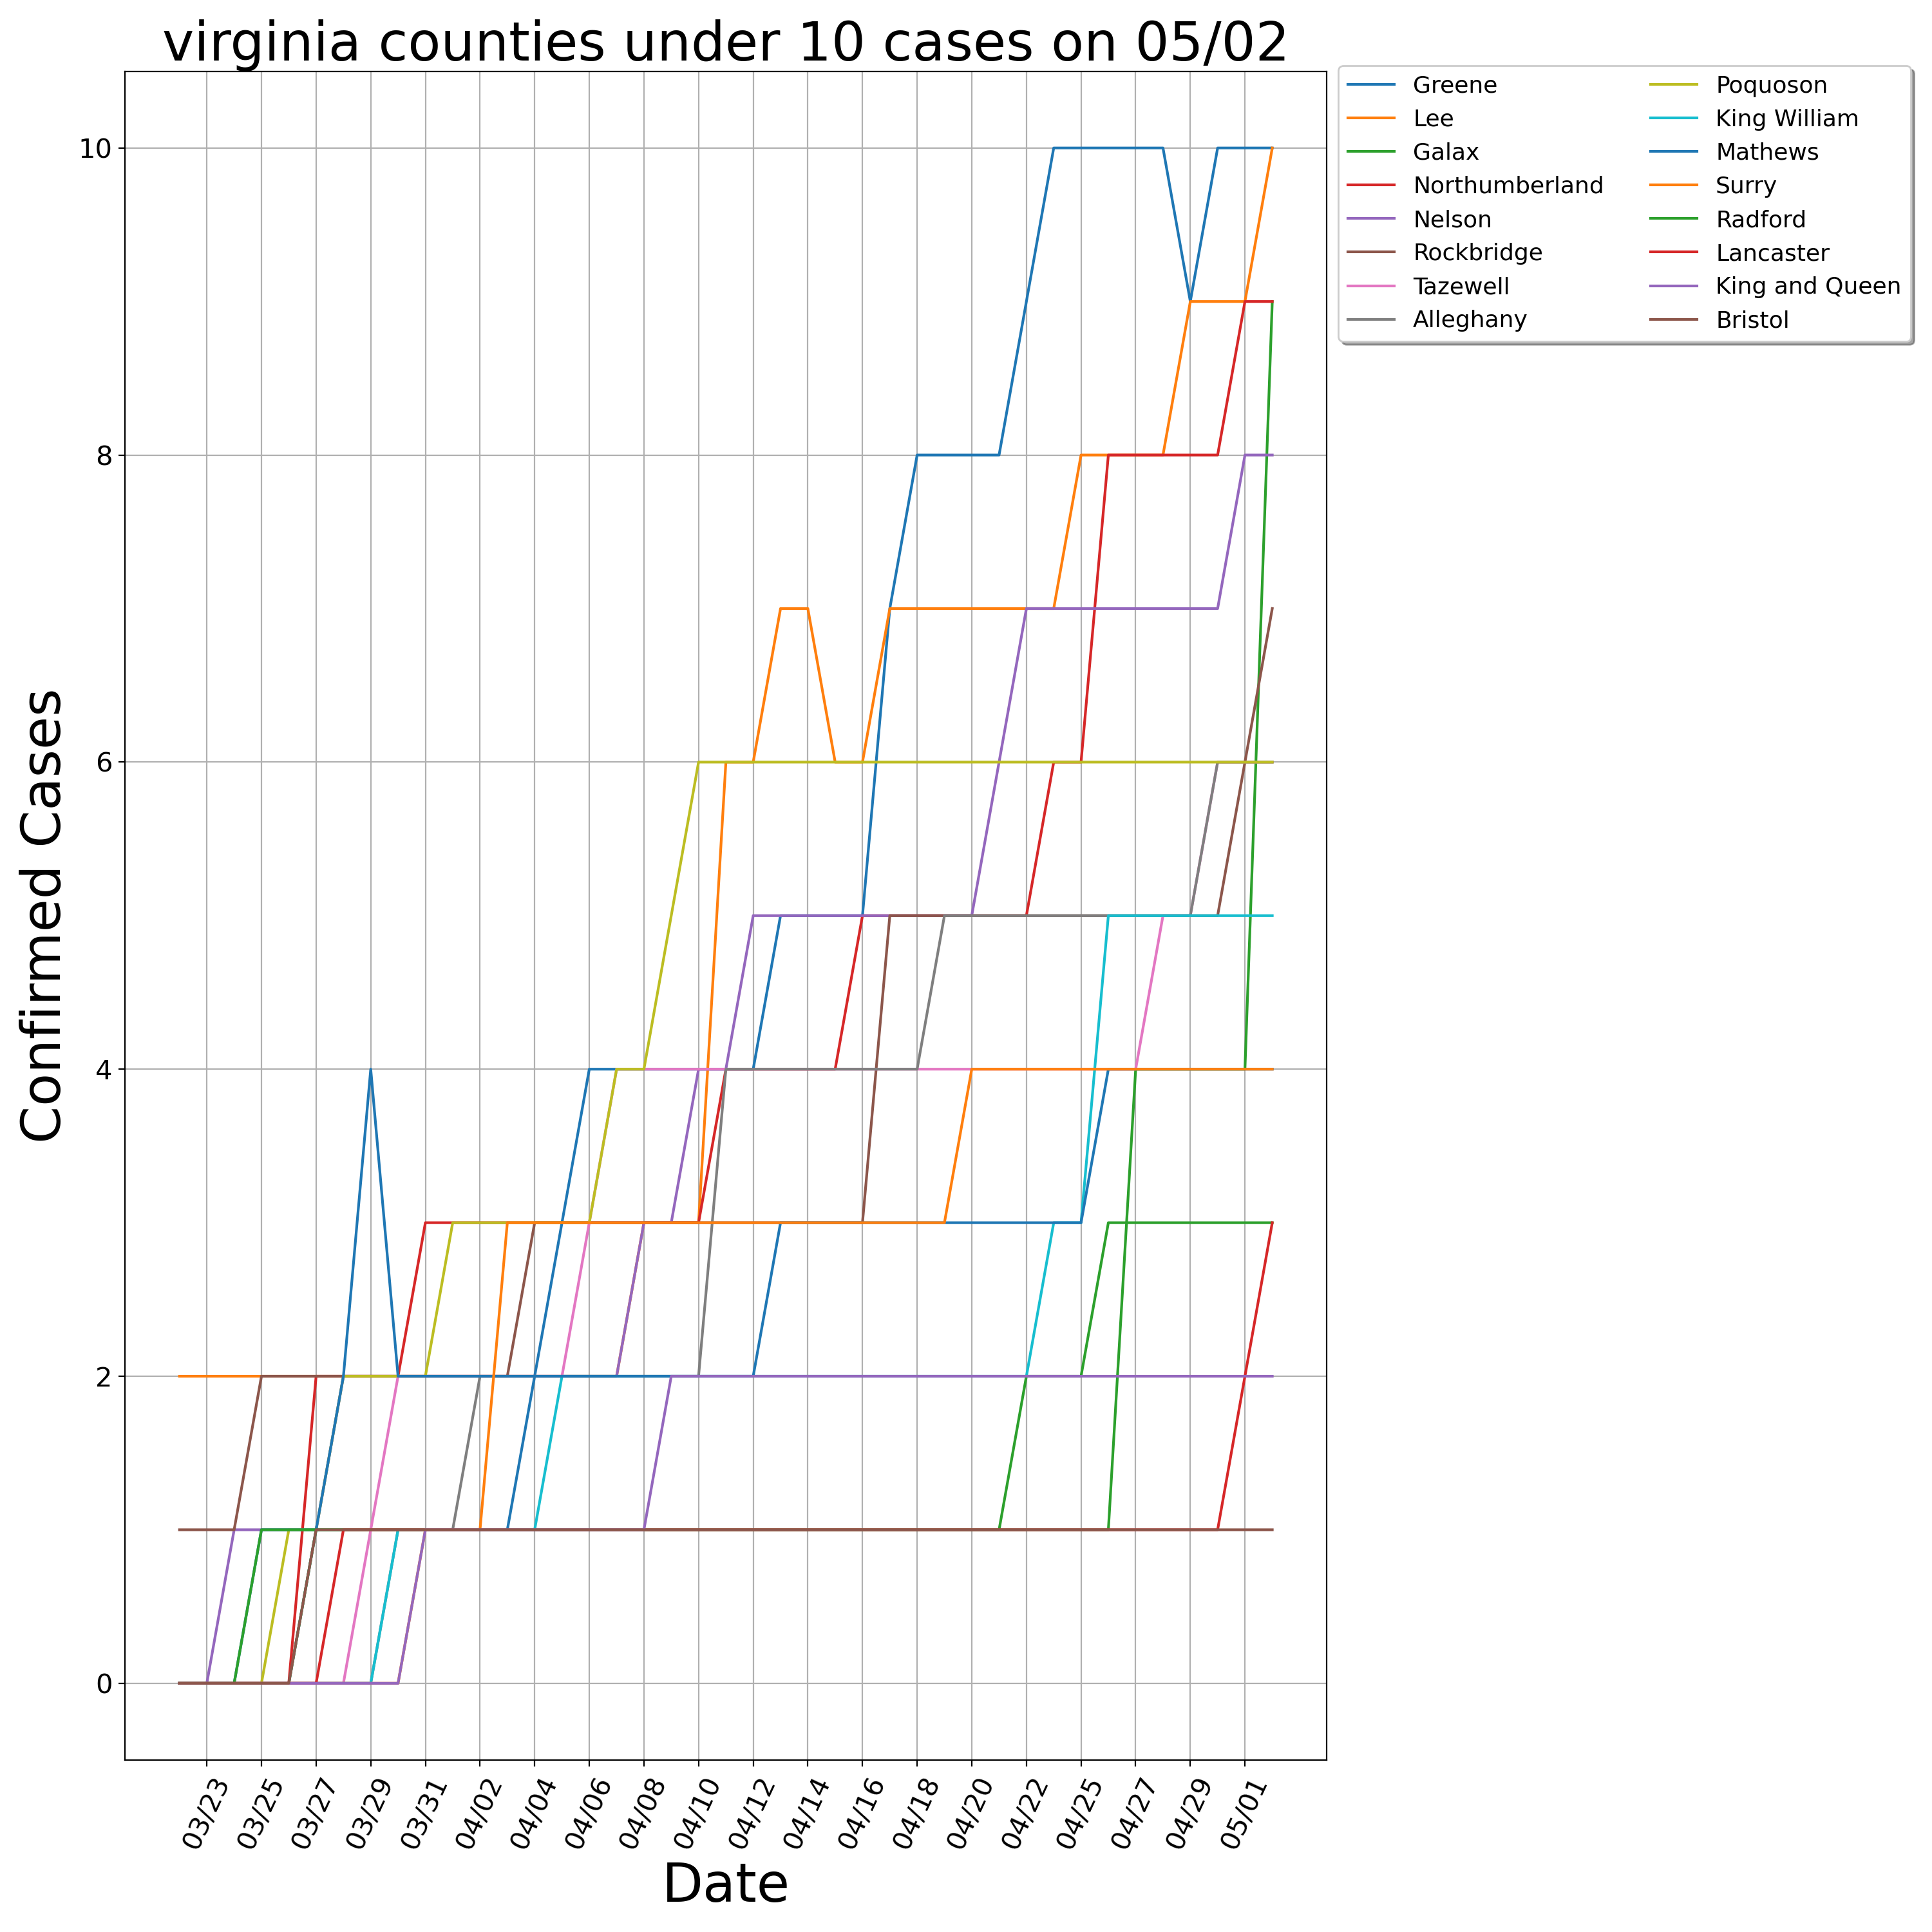 virginia counties under 10 cases on 05/02
Greene
Lee
Galax
Northumberland
Nelson
Rockbridge
Tazewell
Alleghany
Poquoson
King William
Mathews
Surry
Radford
Lancaster
King and Queen
Bristol
Confirmed Cases
10
8
6
4
2
0
03/23
03/25
03/27
03/29
03/31
04/02
04/04
04/06
04/08
04/10
04/12
04/14
04/16
04/18
04/20
04/22
04/25
04/27
04/29
05/01
Date